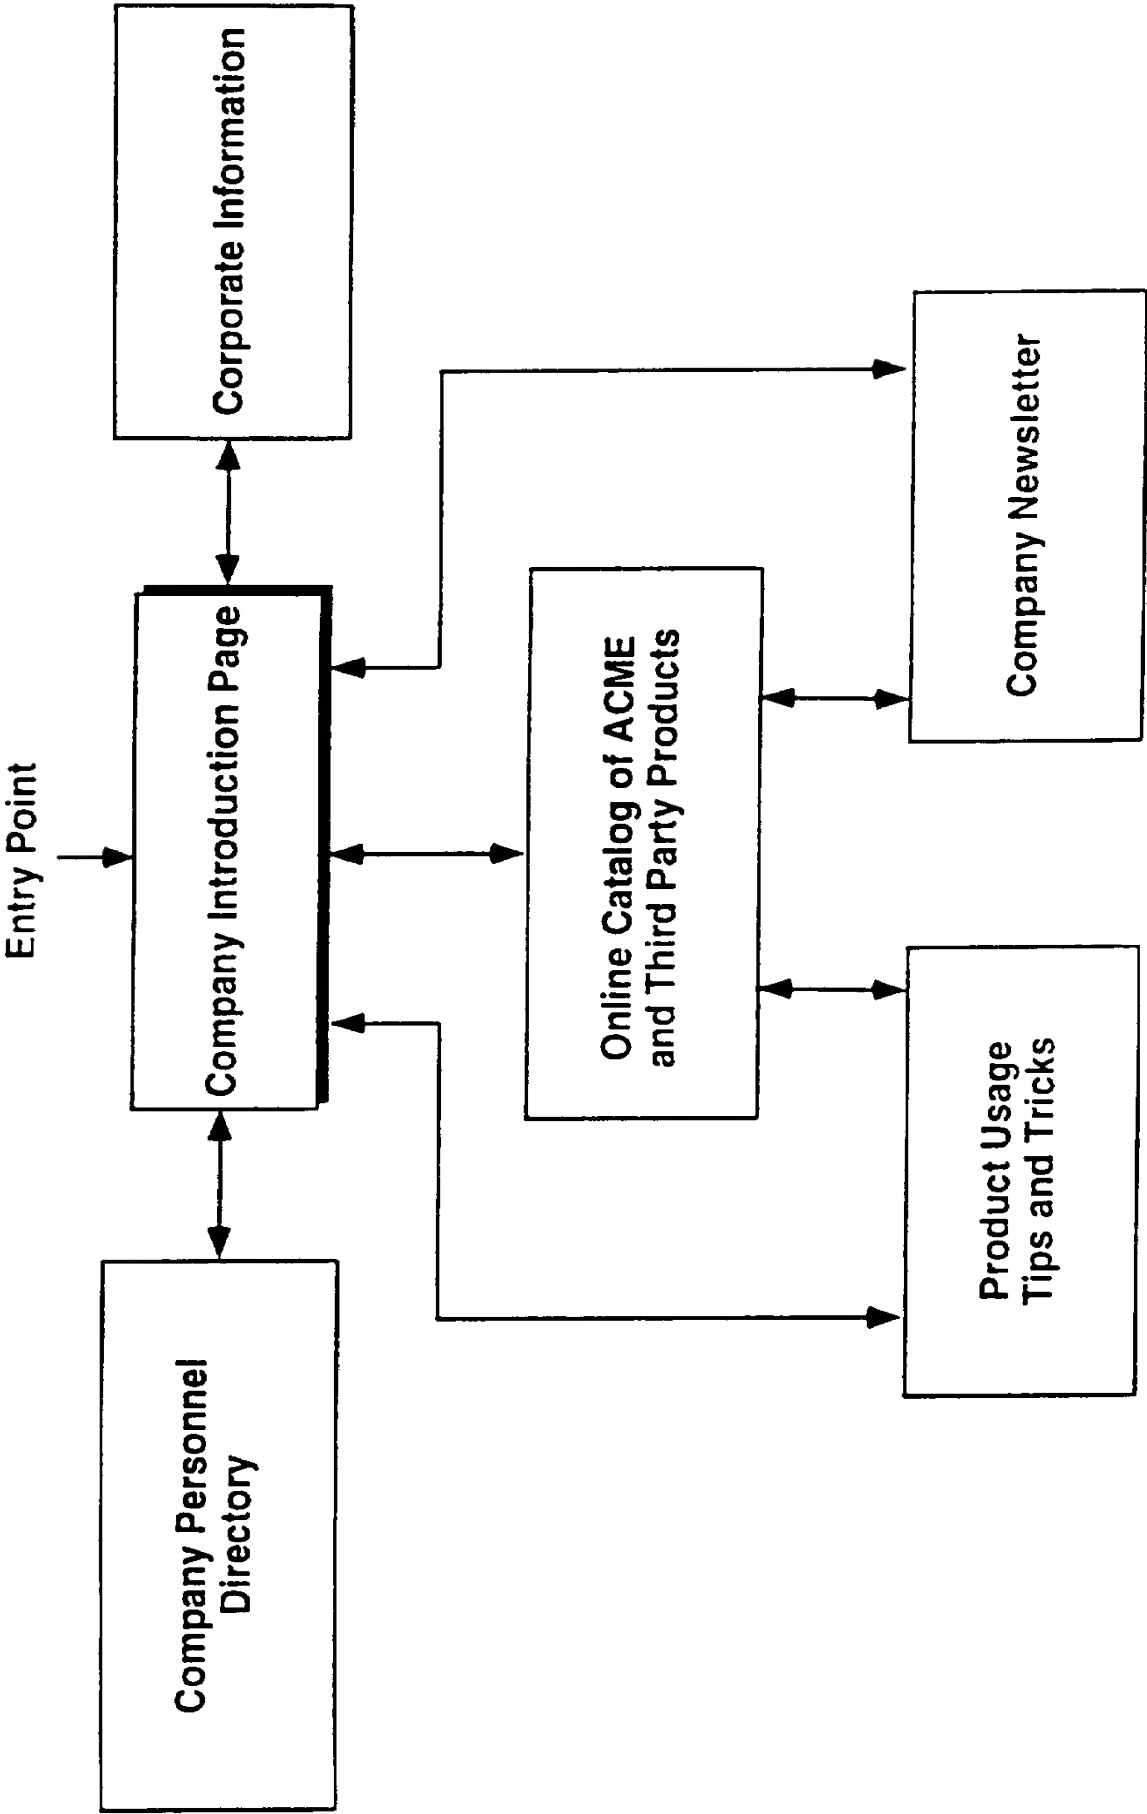 Entry Point
Company Personnel
Directory
Company Introduction Page
Corporate Information
Online Catalog of ACME
and Third Party Products
Product Usage
Tips and Tricks
Company Newsletter